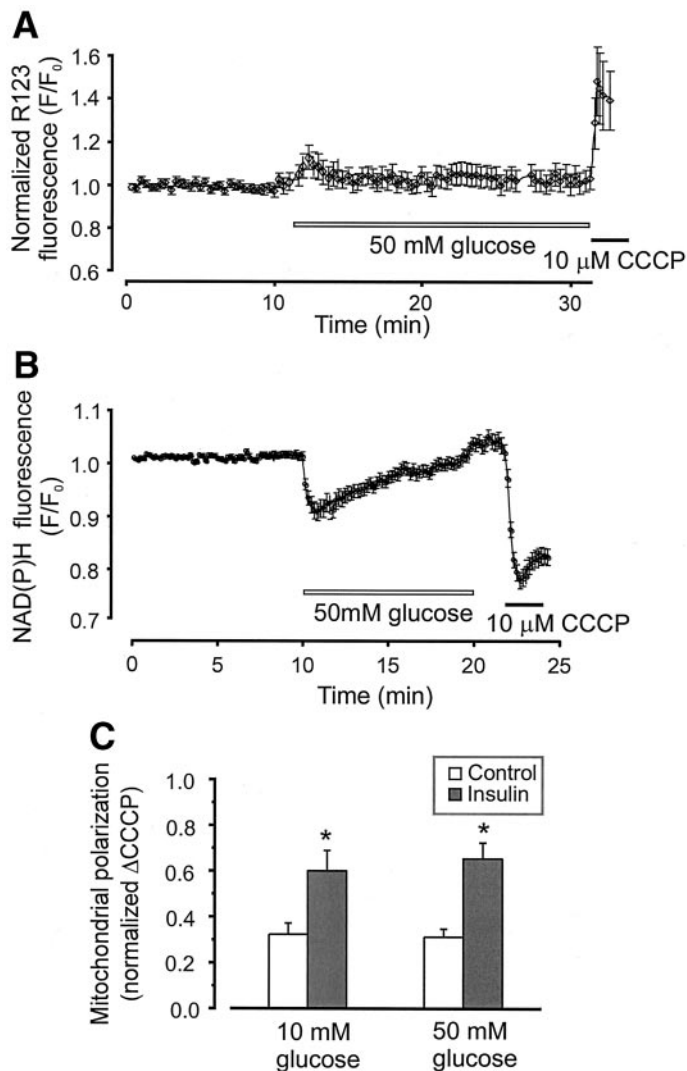 A
Normalized R123
fluorescence (F/F₀)
1.6
1.4
1.2
1.0
0.8
0.6
50 mM glucose
10 μM CCCP
0
10
20
30
Time (min)
B
NAD(P)H fluorescence
(F/F₀)
1.1
1.0
0.9
0.8
0.7
50mM glucose
10 μM CCCP
0
5
10
15
20
25
Time (min)
C
Mitochondrial polarization
(normalized ΔCCCP)
1.0
0.8
0.6
0.4
0.2
0.0
Control
Insulin
*
*
10 mM
glucose
50 mM
glucose